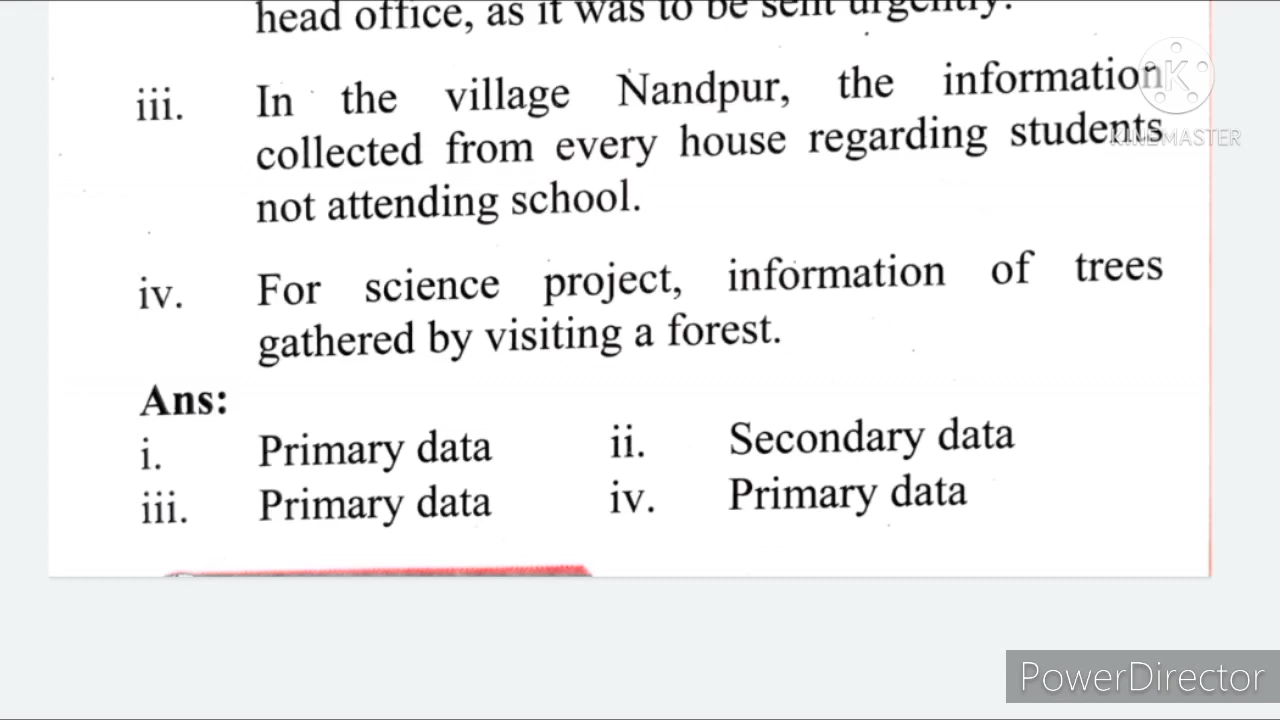 head office, as it was to be sent urgently.
iii. In the village Nandpur, the information
collected from every house regarding students
not attending school.
iv. For science project, information of trees
gathered by visiting a forest.
Ans:
i. Primary data ii. Secondary data
iii. Primary data iv. Primary data
K
KINEMASTER
PowerDirector